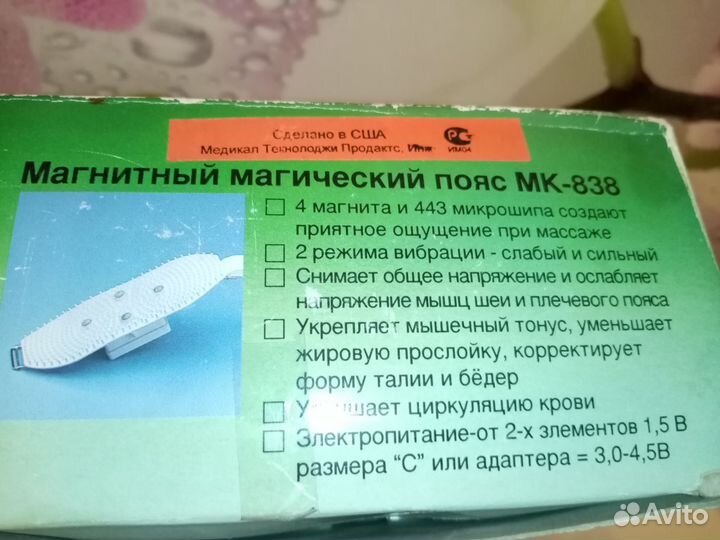 Сделано в США
Медикал Текнолоджи Продактс, Инк
РС
Магнитный магический пояс МК-838
4 магнита и 443 микрошипа создают
приятное ощущение при массаже
2 режима вибрации - слабый и сильный
Снимает общее напряжение и ослабляет
напряжение мышц шеи и плечевого пояса
Укрепляет мышечный тонус, уменьшает
жировую прослойку, корректирует
форму талии и бёдер
Улучшает циркуляцию крови
Электропитание-от 2-х элементов 1,5 В
размера “С” или адаптера = 3,0-4,5В
Avito